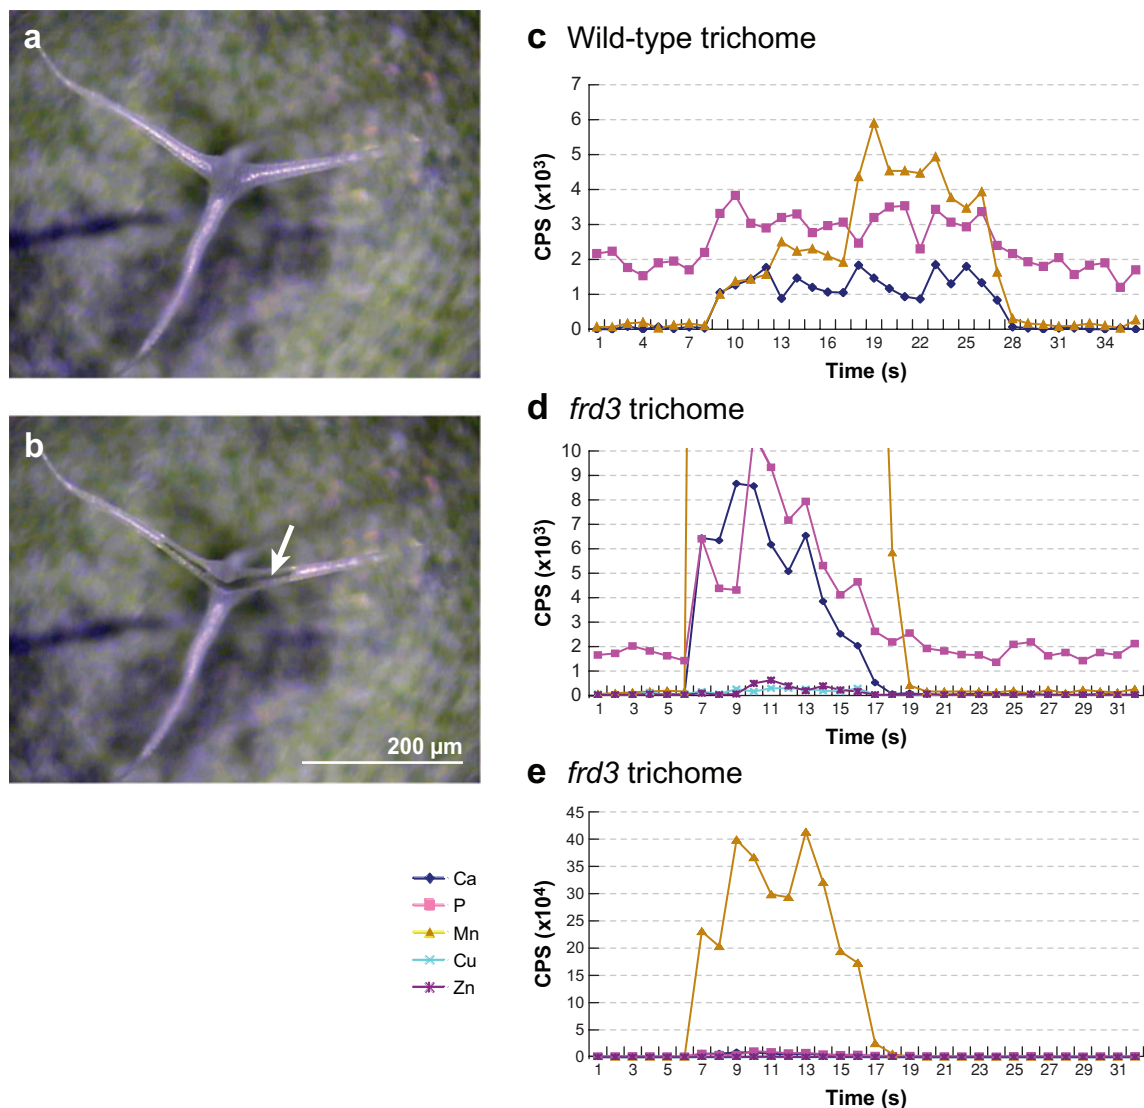 a
b
200 µm
Ca
P
Mn
Cu
Zn
c Wild-type trichome
CPS (x10³)
7
6
5
4
3
2
1
0
1 4 7 10 13 16 19 22 25 28 31 34
Time (s)
d frd3 trichome
CPS (x10³)
10
9
8
7
6
5
4
3
2
1
0
1 3 5 7 9 11 13 15 17 19 21 23 25 27 29 31
Time (s)
e frd3 trichome
CPS (x10⁴)
45
40
35
30
25
20
15
10
5
0
1 3 5 7 9 11 13 15 17 19 21 23 25 27 29 31
Time (s)